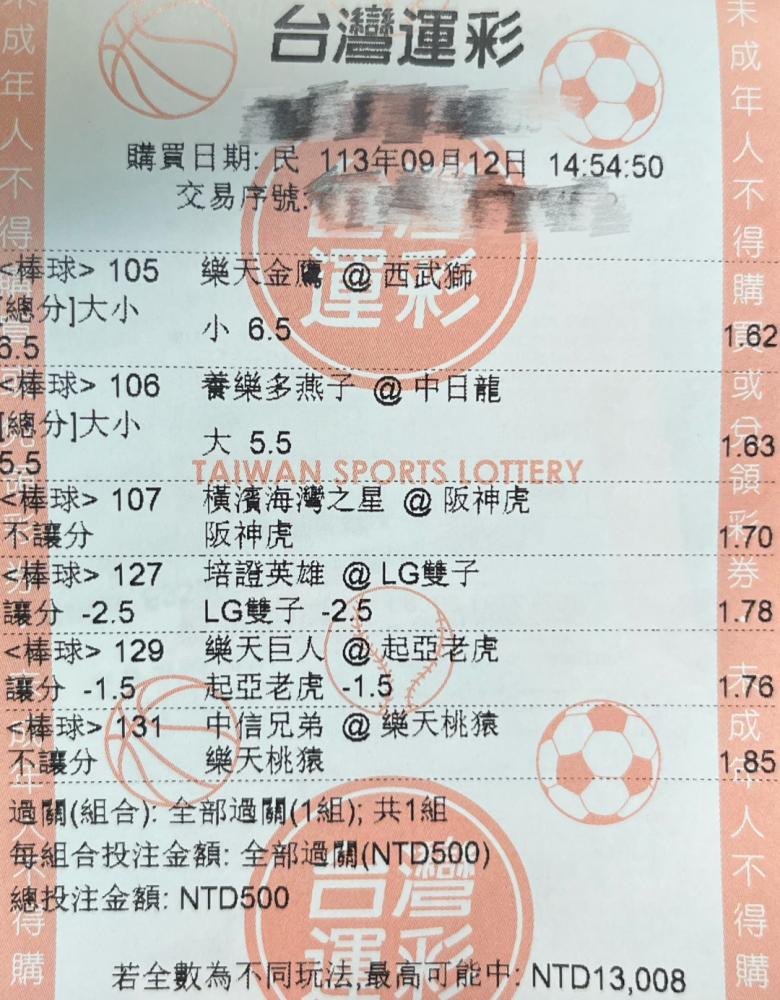 台灣運彩
購買日期: 民 113年09月12日 14:54:50
交易序號:
<棒球> 105 樂天金鷹 @ 西武獅
[總分]大小
小 6.5 1.62
6.5
<棒球> 106 養樂多燕子 @ 中日龍
[總分]大小
大 5.5 1.63
5.5
TAIWAN SPORTS LOTTERY
<棒球> 107 橫濱海灣之星 @ 阪神虎
不讓分 阪神虎 1.70
<棒球> 127 培證英雄 @ LG雙子
讓分 -2.5 LG雙子 -2.5 1.78
<棒球> 129 樂天巨人 @ 起亞老虎
讓分 -1.5 起亞老虎 -1.5 1.76
<棒球> 131 中信兄弟 @ 樂天桃猿
不讓分 樂天桃猿 1.85
過關(組合): 全部過關(1組); 共1組
每組合投注金額: 全部過關(NTD500)
總投注金額: NTD500
若全數為不同玩法,最高可能中: NTD13,008
台灣運彩
台灣運彩
未成年人不得購買或分領彩券
未成年人不得購